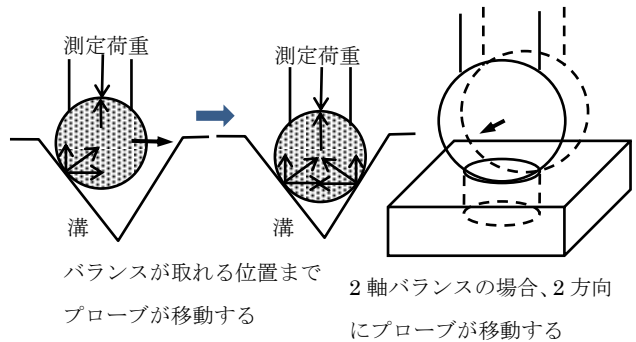 測定荷重
測定荷重
溝
溝
バランスが取れる位置まで
プローブが移動する
2 軸バランスの場合、2 方向
にプローブが移動する